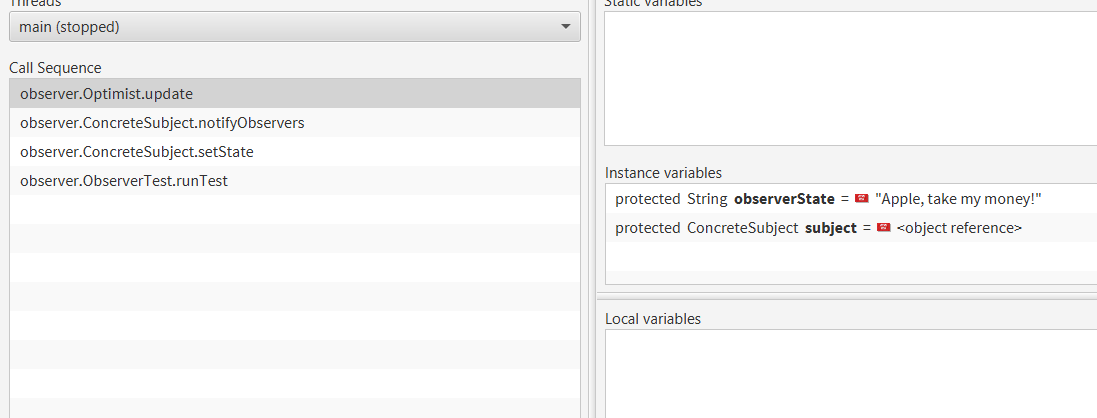 Threads
main (stopped)
Call Sequence
observer.Optimist.update
observer.ConcreteSubject.notifyObservers
observer.ConcreteSubject.setState
observer.ObserverTest.runTest
Static variables
Instance variables
protected String observerState = "Apple, take my money!"
protected ConcreteSubject subject = <object reference>
Local variables